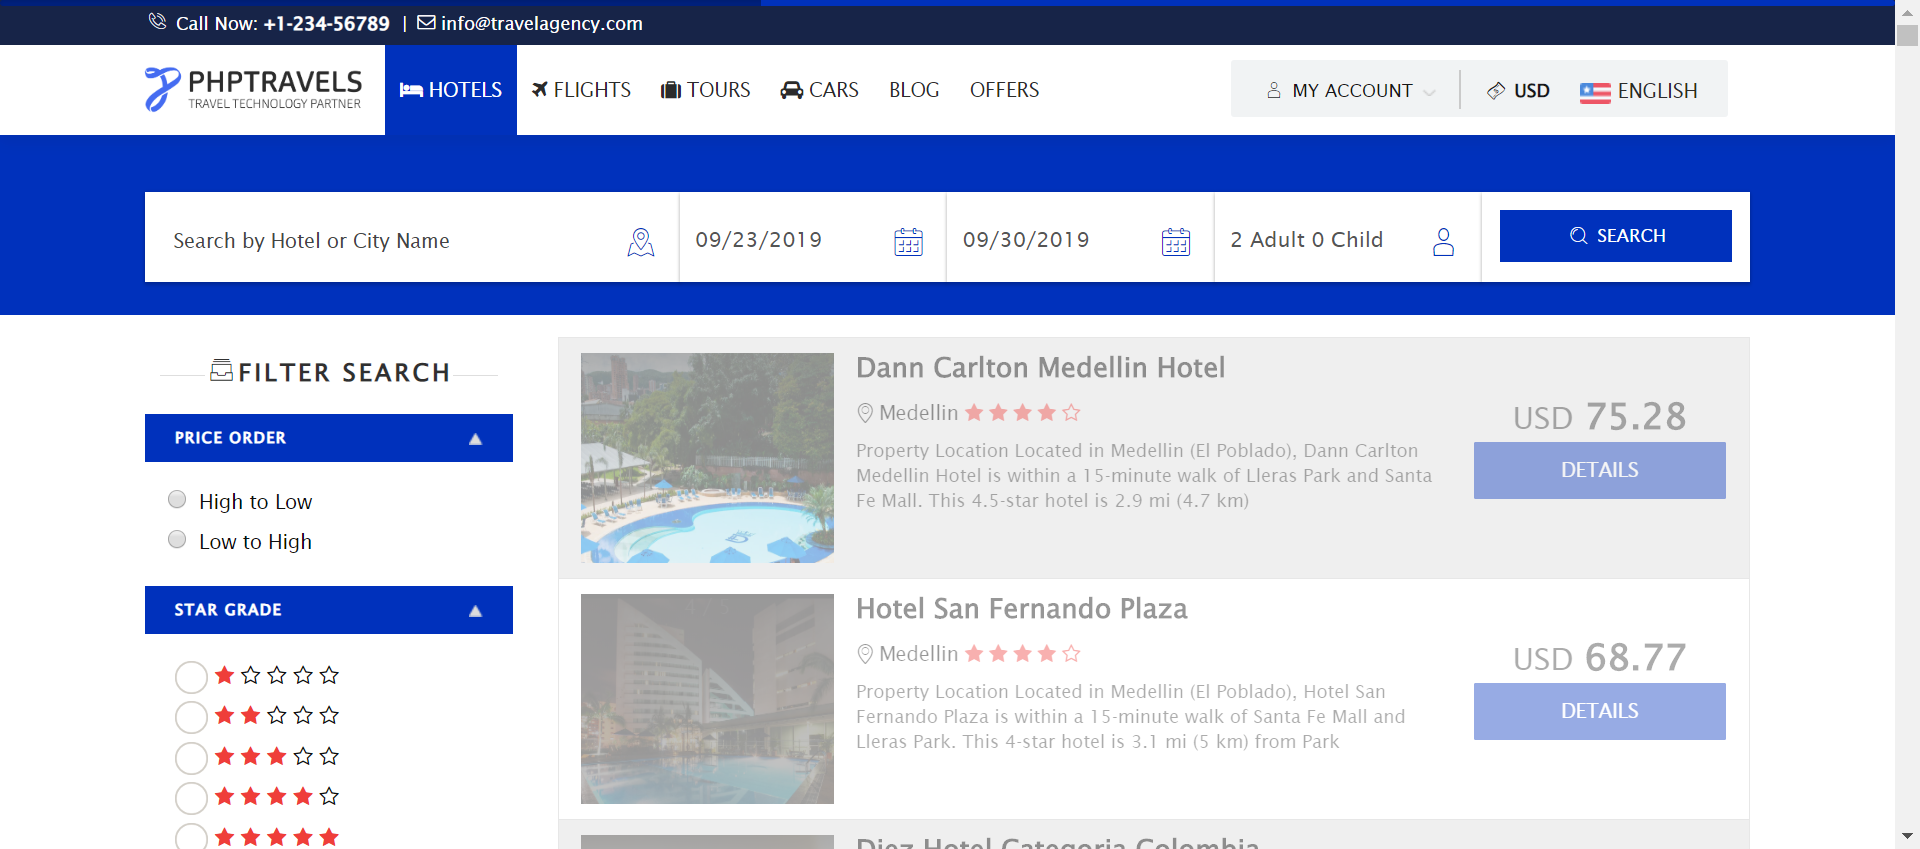 Call Now: +1-234-56789 | info@travelagency.com
PHPTRAVELS
TRAVEL TECHNOLOGY PARTNER
HOTELS FLIGHTS TOURS CARS BLOG OFFERS
MY ACCOUNT USD ENGLISH
Search by Hotel or City Name
09/23/2019
09/30/2019
2 Adult 0 Child
SEARCH
FILTER SEARCH
PRICE ORDER
High to Low
Low to High
STAR GRADE
Dann Carlton Medellin Hotel
Medellin
Property Location Located in Medellin (El Poblado), Dann Carlton
Medellin Hotel is within a 15-minute walk of Lleras Park and Santa
Fe Mall. This 4.5-star hotel is 2.9 mi (4.7 km)
USD 75.28
DETAILS
Hotel San Fernando Plaza
Medellin
Property Location Located in Medellin (El Poblado), Hotel San
Fernando Plaza is within a 15-minute walk of Santa Fe Mall and
Lleras Park. This 4-star hotel is 3.1 mi (5 km) from Park
USD 68.77
DETAILS
Diez Hotel Categoria Colombia